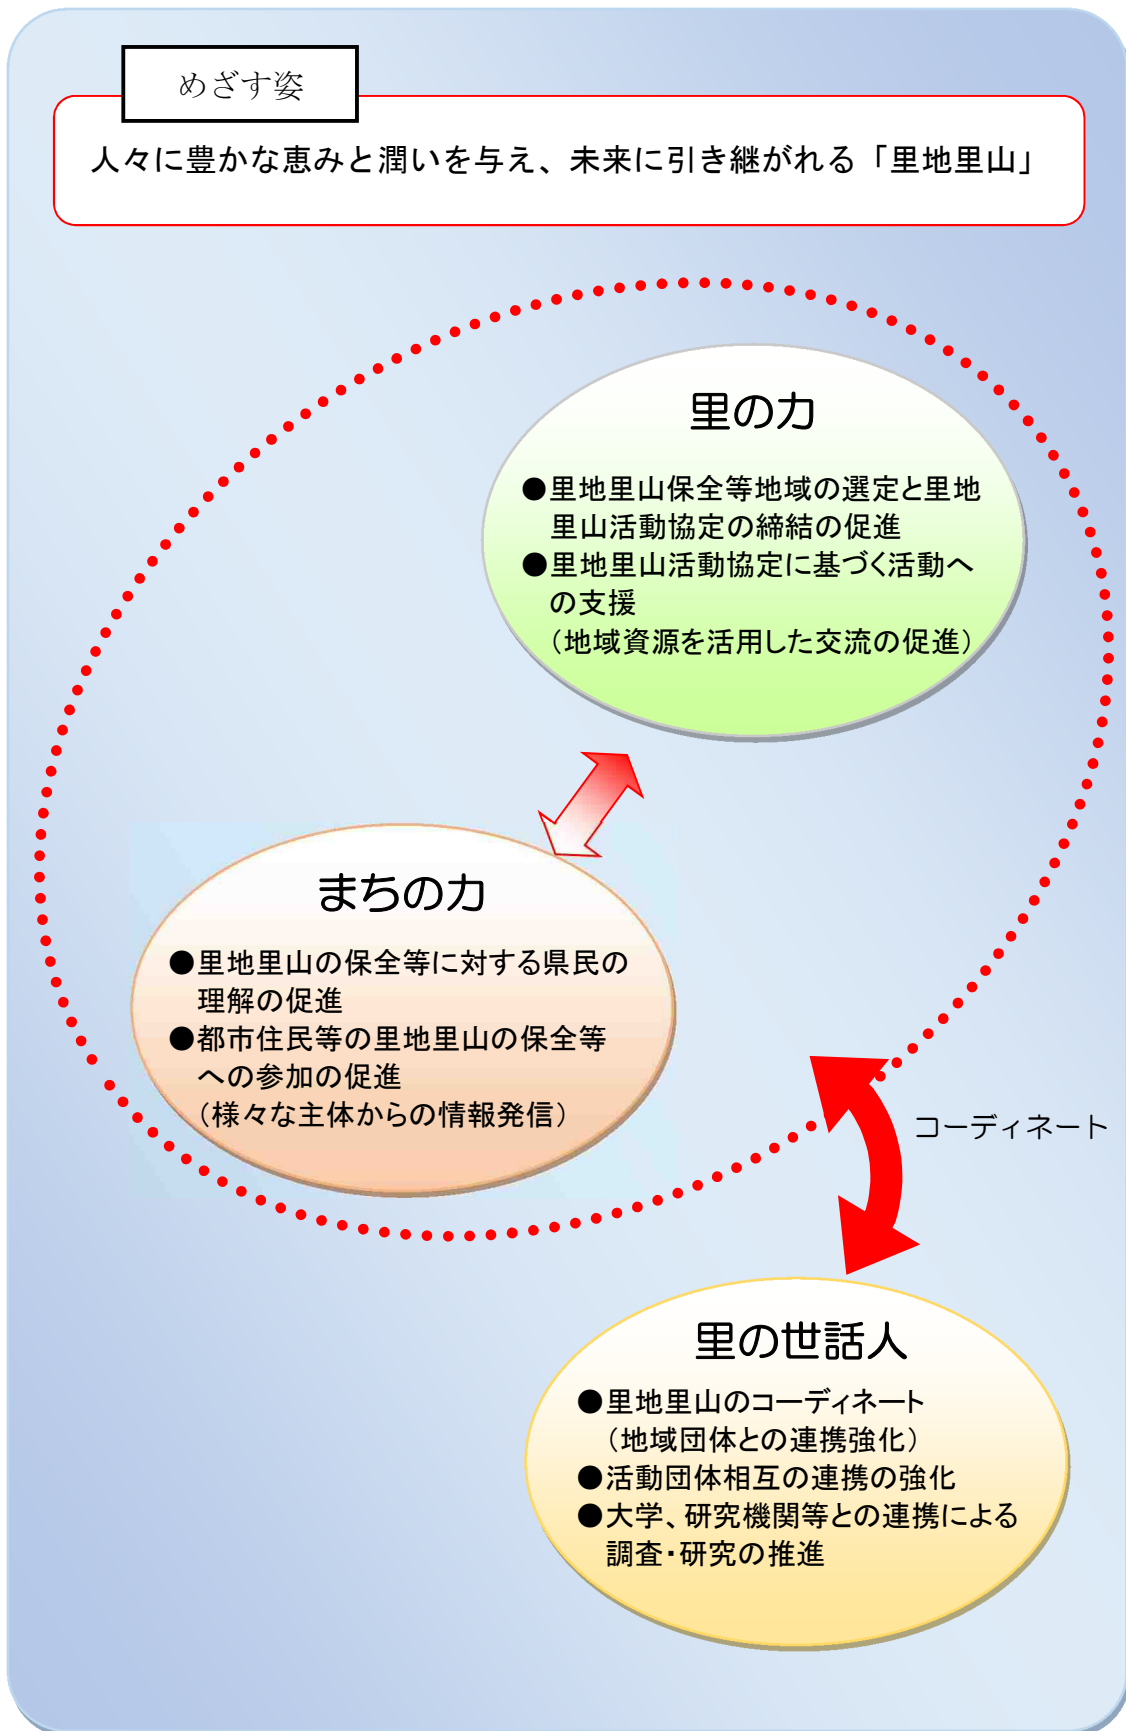 めざす姿
人々に豊かな恵みと潤いを与え、未来に引き継がれる「里地里山」
里の力
●里地里山保全等地域の選定と里地
里山活動協定の締結の促進
●里地里山活動協定に基づく活動へ
の支援
（地域資源を活用した交流の促進）
まちの力
●里地里山の保全等に対する県民の
理解の促進
●都市住民等の里地里山の保全等
への参加の促進
（様々な主体からの情報発信）
コーディネート
里の世話人
●里地里山のコーディネート
（地域団体との連携強化）
●活動団体相互の連携の強化
●大学、研究機関等との連携による
調査・研究の推進